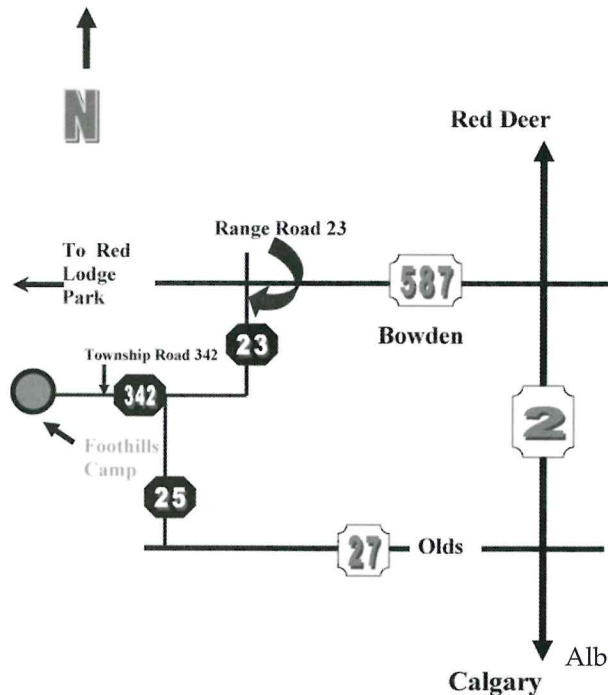 N
Red Deer
Range Road 23
To Red
Lodge
Park
587
Bowden
23
Township Road 342
342
2
Foothills
Camp
25
27
Olds
Alb
Calgary